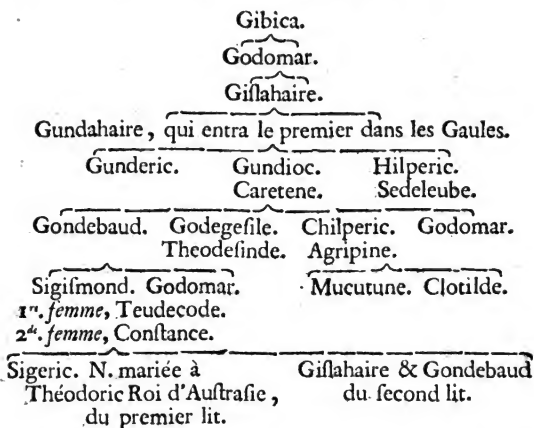 Gibica.
Godomar.
Giſlahaire.
Gundahaire, qui entra le premier dans les Gaules.
Gunderic. Gundioc. Hilperic.
Caretene. Sedeleube.
Gondebaud. Godegeſile. Chilperic. Godomar.
Theodeſinde. Agripine.
Sigiſmond. Godomar. Mucutune. Clotilde.
1re. femme, Teudecode.
2de. femme, Conſtance.
Sigeric. N. mariée à Giſlahaire & Gondebaud
Théodoric Roi d'Auſtraſie, du ſecond lit.
du premier lit.